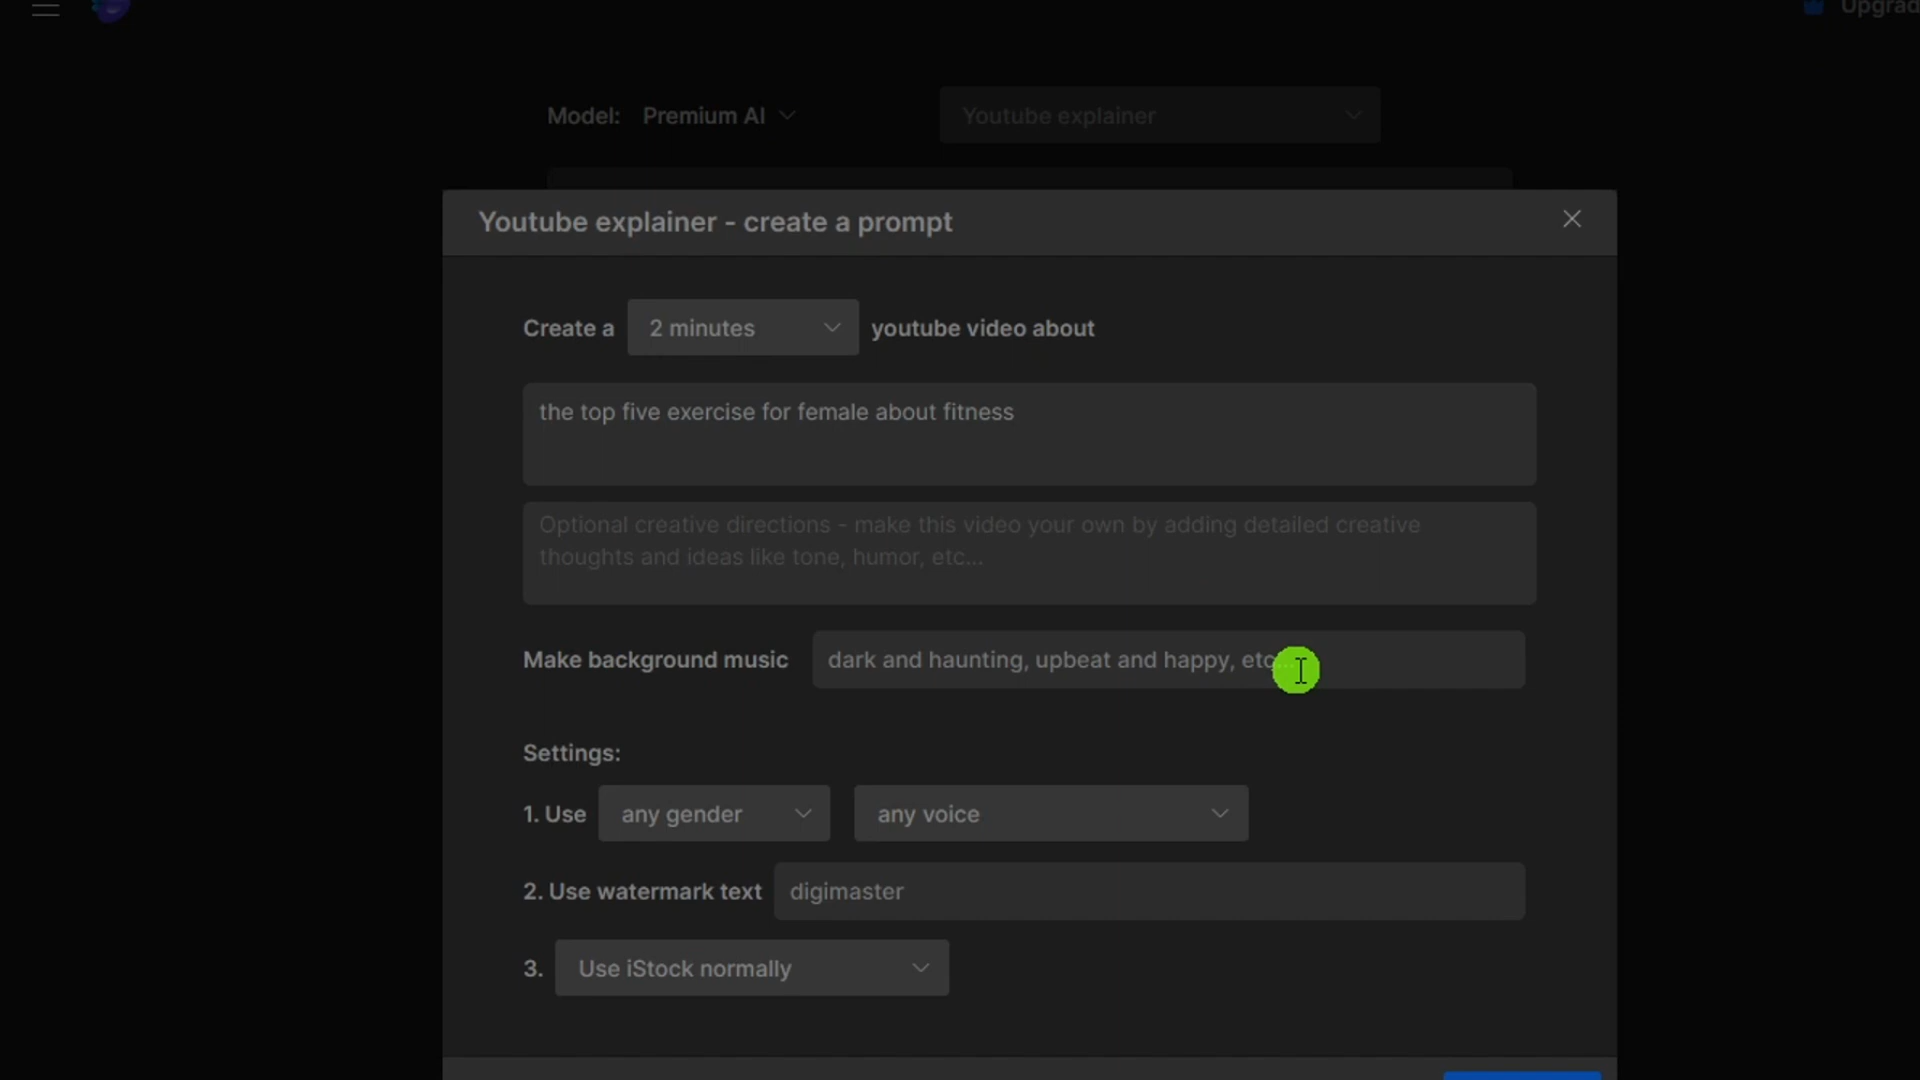 Upgrad
Model: Premium AI
Youtube explainer
Youtube explainer - create a prompt
Create a 2 minutes youtube video about
the top five exercise for female about fitness
Optional creative directions - make this video your own by adding detailed creative
thoughts and ideas like tone, humor, etc...
Make background music dark and haunting, upbeat and happy, etc...
Settings:
1. Use any gender any voice
2. Use watermark text digimaster
3. Use iStock normally